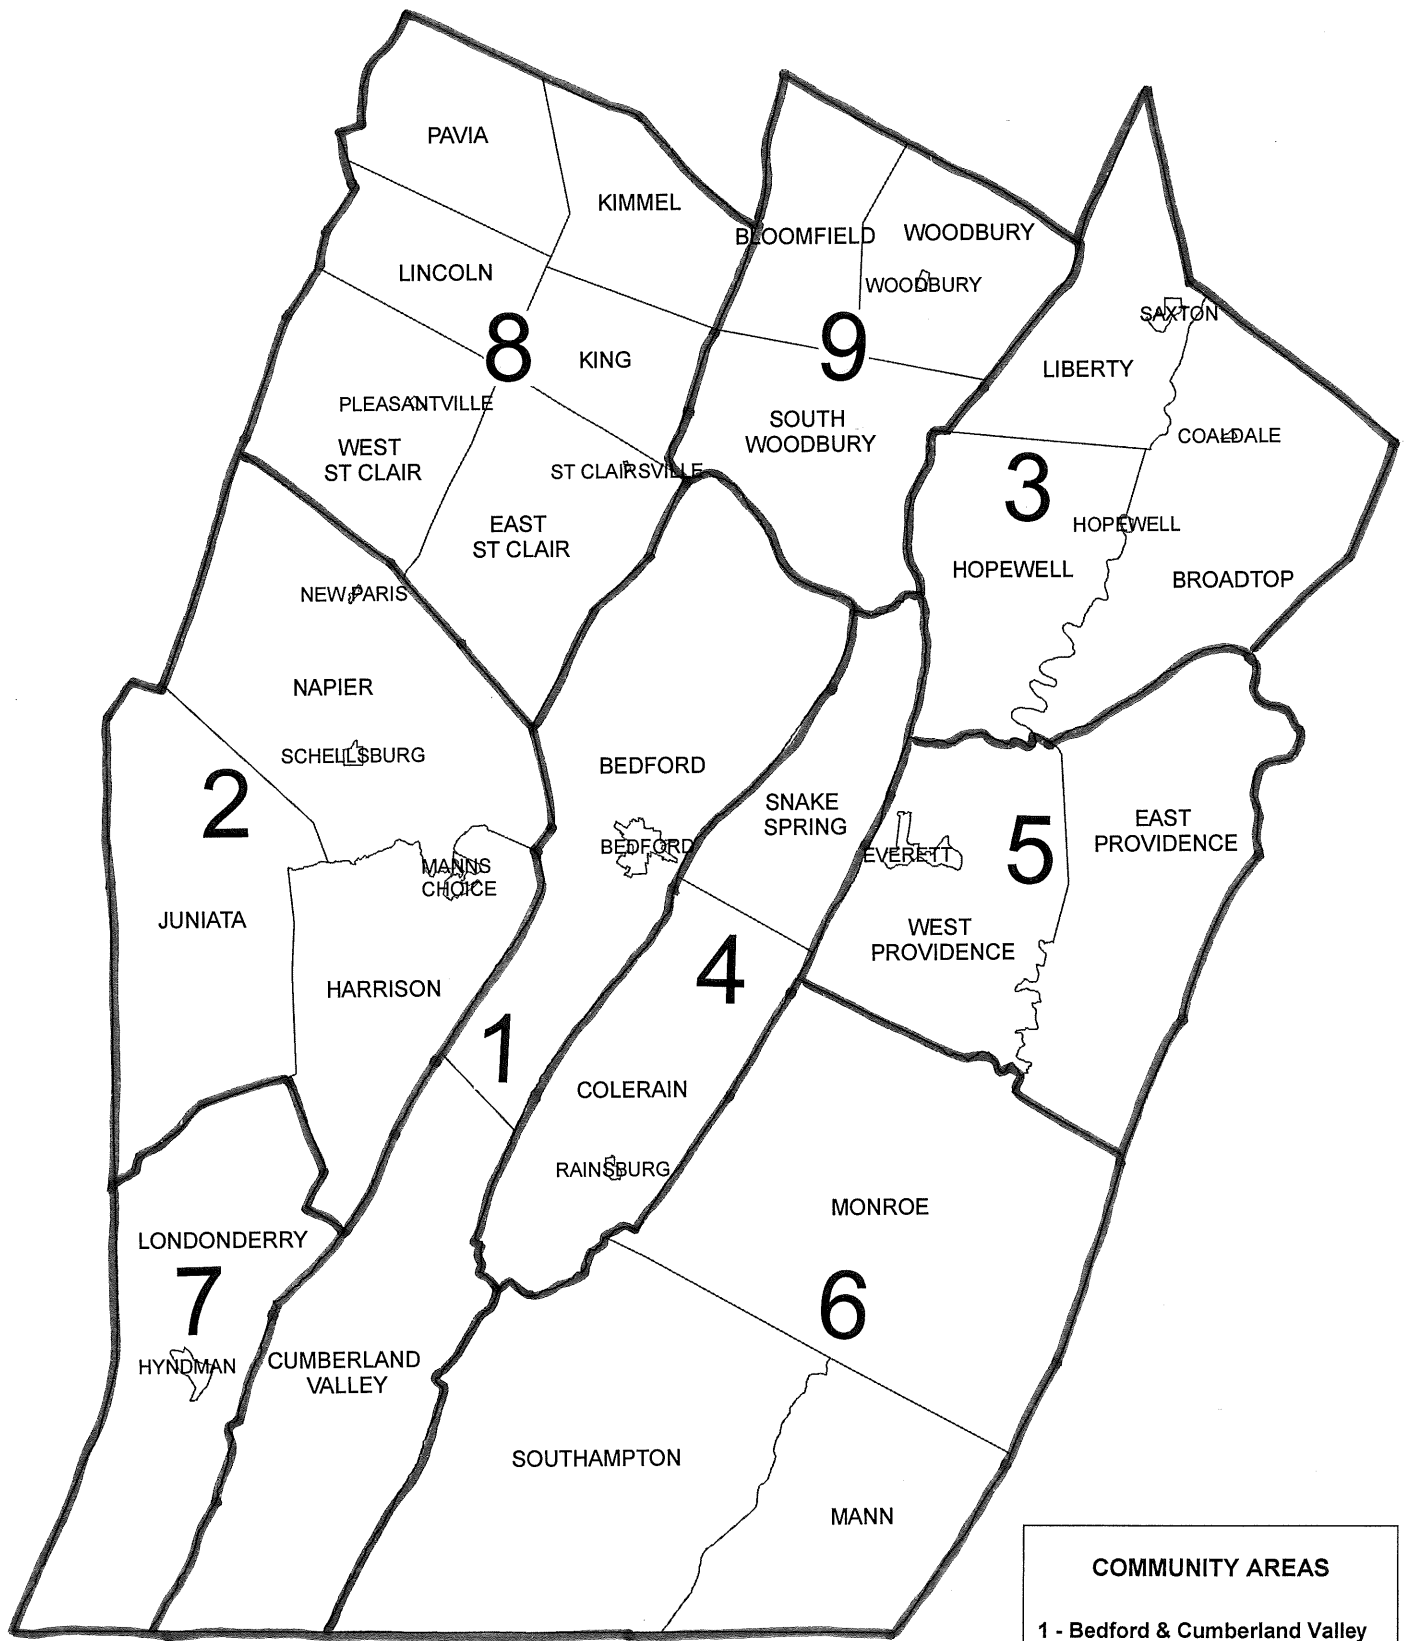 PAVIA
KIMMEL
BLOOMFIELD
WOODBURY
LINCOLN
WOODBURY
SAXTON
8
KING
9
LIBERTY
PLEASANTVILLE
SOUTH
WOODBURY
COALDALE
WEST
ST CLAIR
ST CLAIRSVILLE
3
EAST
ST CLAIR
HOPEWELL
HOPEWELL
BROADTOP
NEW PARIS
NAPIER
SCHELLSBURG
BEDFORD
2
SNAKE
SPRING
EAST
PROVIDENCE
BEDFORD
EVERETT
5
MANNS
CHOICE
JUNIATA
WEST
PROVIDENCE
HARRISON
4
1
COLERAIN
RAINSBURG
MONROE
LONDONDERRY
7
6
HYNDMAN
CUMBERLAND
VALLEY
SOUTHAMPTON
MANN
COMMUNITY AREAS
1 - Bedford & Cumberland Valley